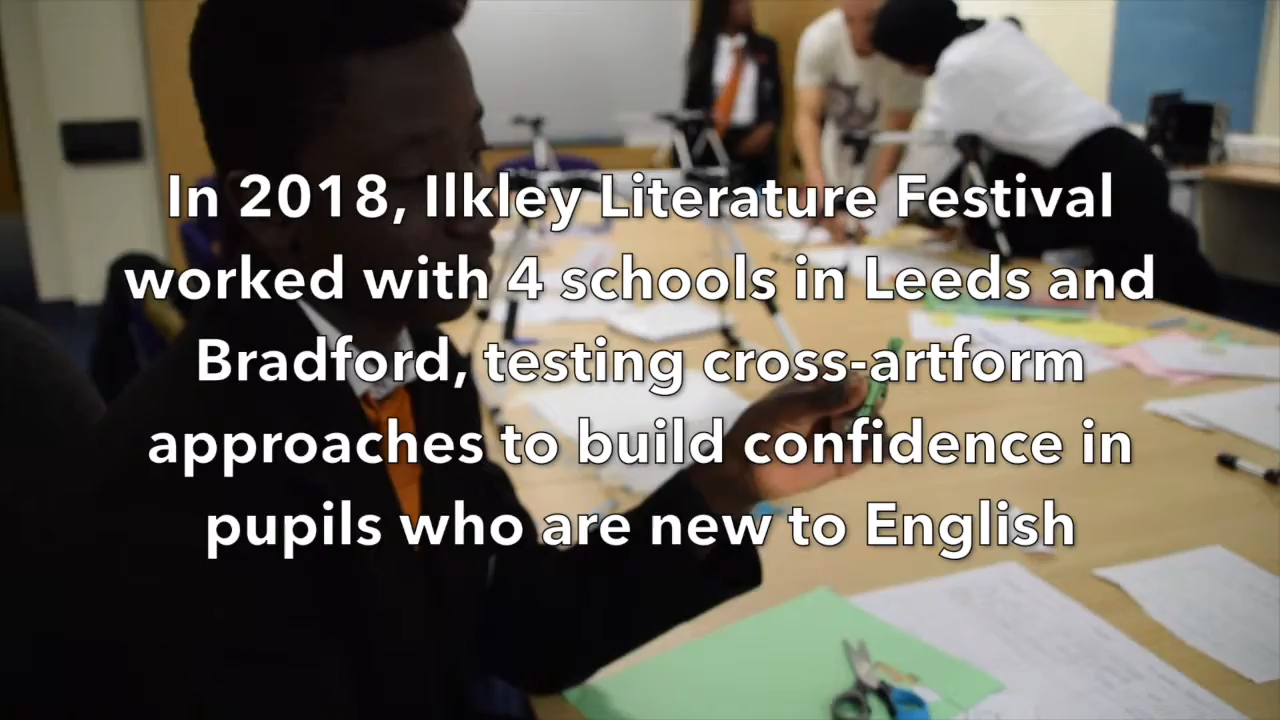 In 2018, Ilkley Literature Festival
worked with 4 schools in Leeds and
Bradford, testing cross-artform
approaches to build confidence in
pupils who are new to English